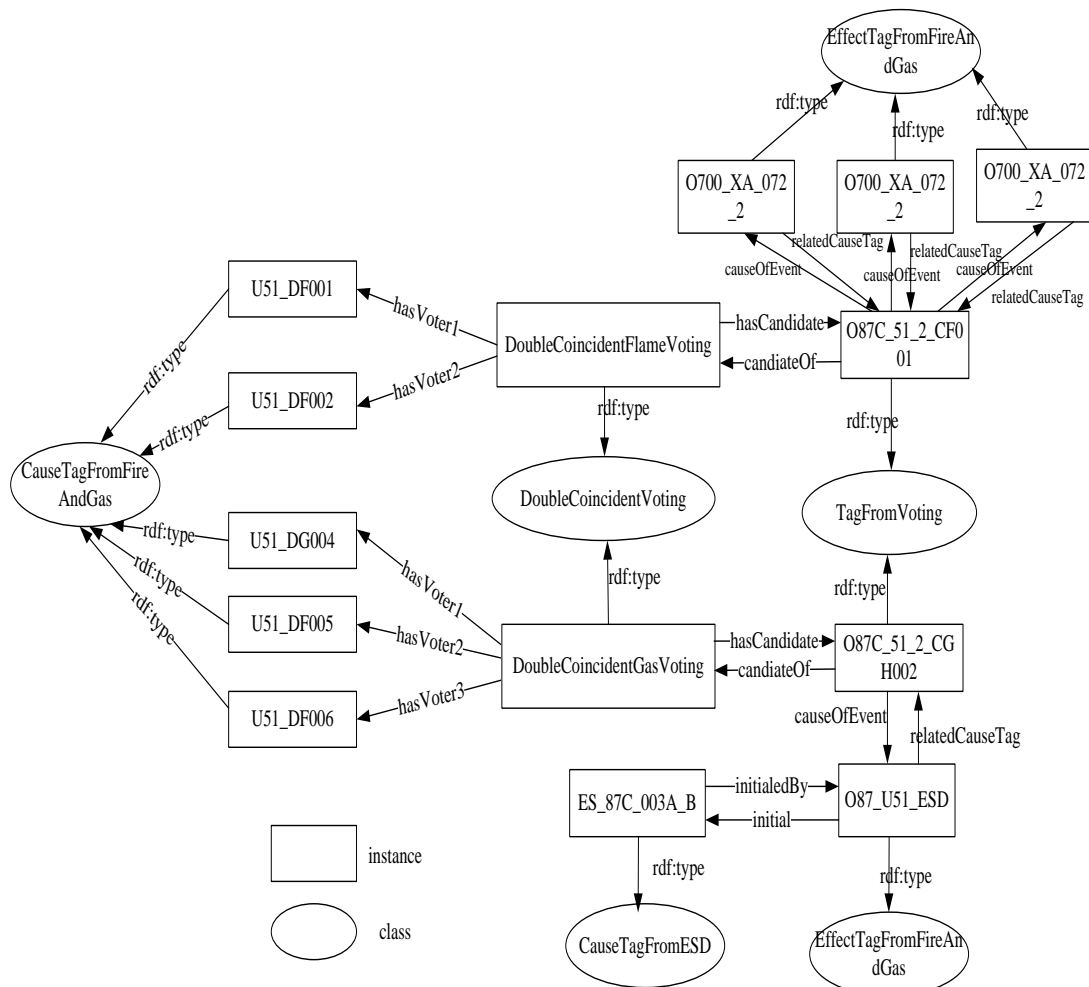 EffectTagFromFireAn
dGas
rdf:type
rdf:type
rdf:type
O700_XA_072
_2
O700_XA_072
_2
O700_XA_072
_2
relatedCauseTag
causeOfEvent
relatedCauseTag
causeOfEvent
causeOfEvent
relatedCauseTag
U51_DF001
hasVoter1
DoubleCoincidentFlameVoting
hasCandidate
candiateOf
O87C_51_2_CF0
01
rdf:type
U51_DF002
hasVoter2
rdf:type
rdf:type
rdf:type
CauseTagFromFire
AndGas
DoubleCoincidentVoting
TagFromVoting
rdf:type
U51_DG004
hasVoter1
rdf:type
rdf:type
rdf:type
U51_DF005
hasVoter2
DoubleCoincidentGasVoting
hasCandidate
candiateOf
O87C_51_2_CG
H002
rdf:type
U51_DF006
hasVoter3
causeOfEvent
relatedCauseTag
ES_87C_003A_B
initialedBy
initial
O87_U51_ESD
instance
rdf:type
rdf:type
class
CauseTagFromESD
EffectTagFromFireAn
dGas